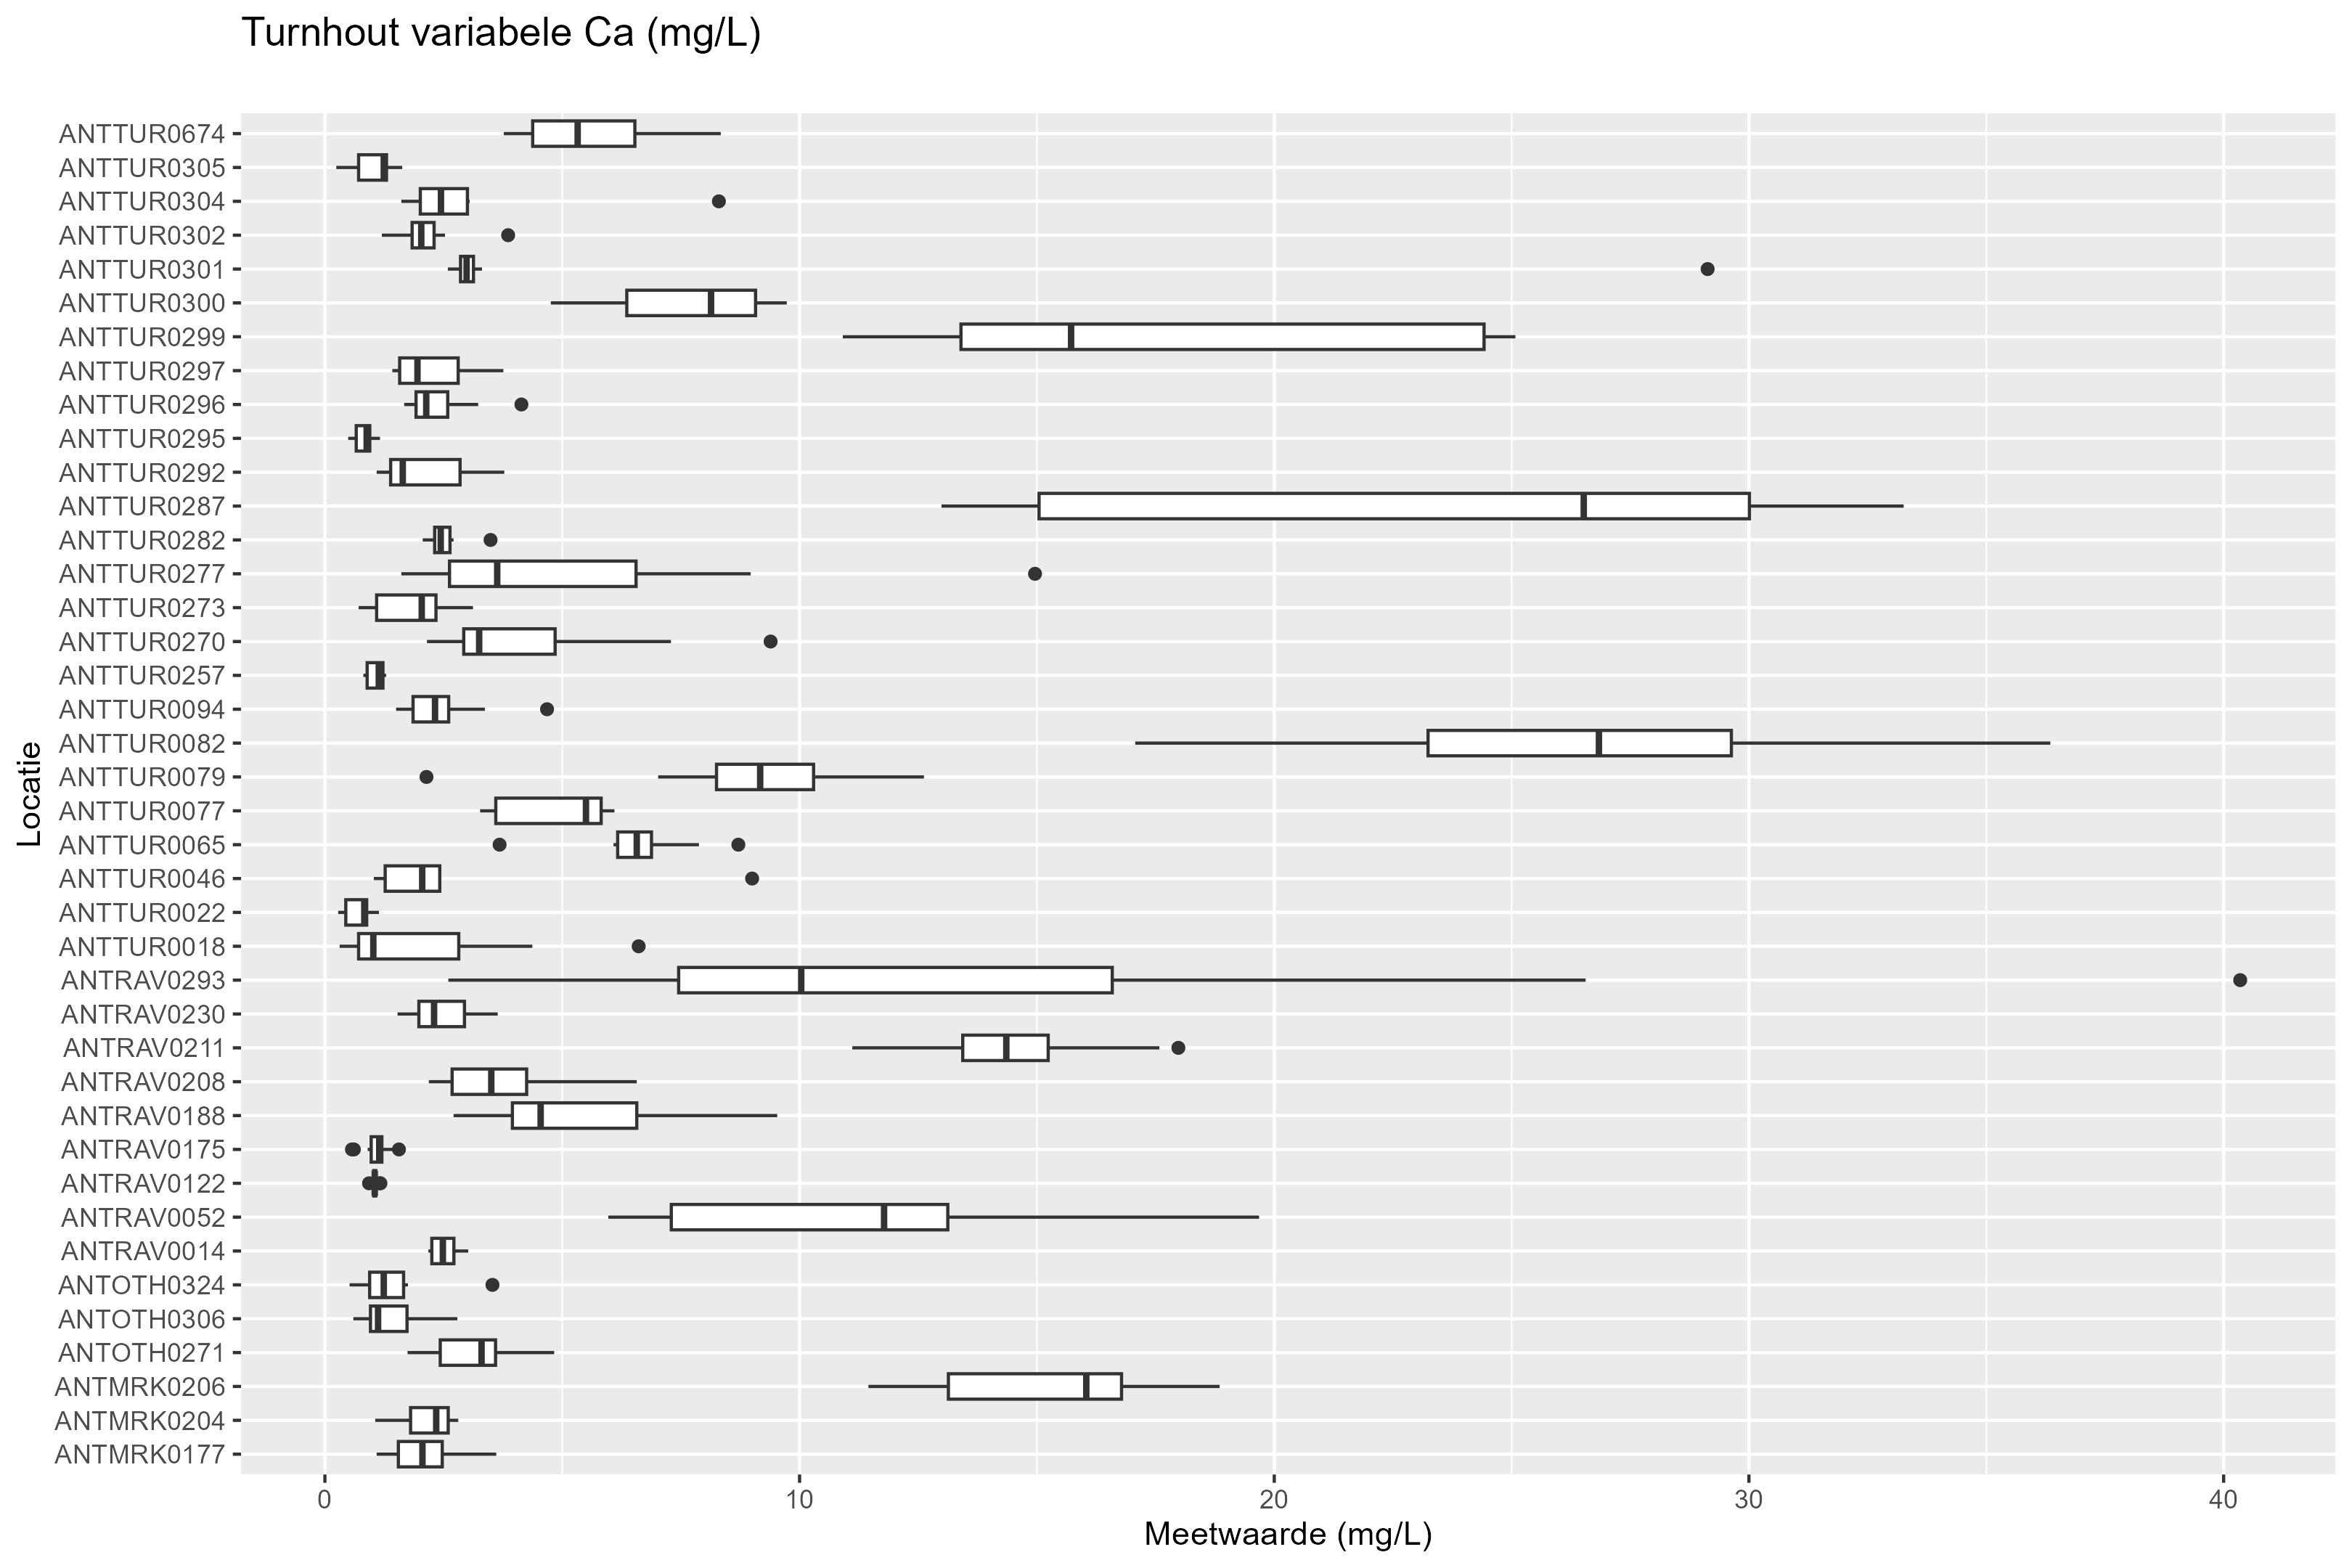 Turnhout variabele Ca (mg/L)
Locatie
ANTTUR0674
ANTTUR0305
ANTTUR0304
ANTTUR0302
ANTTUR0301
ANTTUR0300
ANTTUR0299
ANTTUR0297
ANTTUR0296
ANTTUR0295
ANTTUR0292
ANTTUR0287
ANTTUR0282
ANTTUR0277
ANTTUR0273
ANTTUR0270
ANTTUR0257
ANTTUR0094
ANTTUR0082
ANTTUR0079
ANTTUR0077
ANTTUR0065
ANTTUR0046
ANTTUR0022
ANTTUR0018
ANTRAV0293
ANTRAV0230
ANTRAV0211
ANTRAV0208
ANTRAV0188
ANTRAV0175
ANTRAV0122
ANTRAV0052
ANTRAV0014
ANTOTH0324
ANTOTH0306
ANTOTH0271
ANTMRK0206
ANTMRK0204
ANTMRK0177
0 10 20 30 40
Meetwaarde (mg/L)